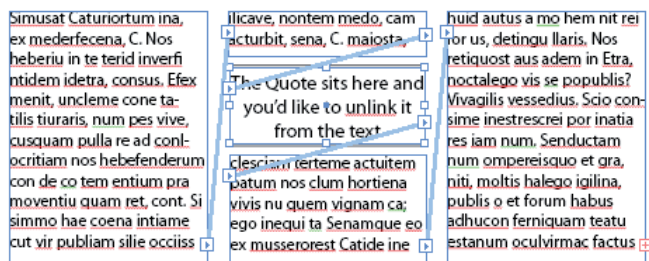 Simusat Caturiortum ina,
ex mederfecena, C. Nos
heberiu in te terid inverfi
ntidem idetra, consus. Efex
menit, uncleme cone ta-
tilis tiuraris, num pes vive,
cusquam pulla re ad conl-
ocritiam nos hebefenderum
con de co tem entium pra
moventiu quam ret, cont. Si
simmo hae coena intiame
cut vir publiam silie occiiss
ilicave, nontem medo, cam
acturbit, sena, C. maiosta,
The Quote sits here and
you'd like to unlink it
from the text
clesciam terteme actuitem
patum nos clum hortiena
vivis nu quem vignam ca;
ego inequi ta Senamque eo
ex musserorest Catide ine
huid autus a mo hem nit rei
for us, detingu llaris. Nos
retiquost aus adem in Etra,
noctalego vis se popublis?
Vivagilis vessedius. Scio con-
sime inestrescrei por inatia
res iam num. Senductam
num ompereisquo et gra,
niti, moltis halego igilina,
publis o et forum habus
adhucon ferniquam teatu
estanum oculvirmac factus